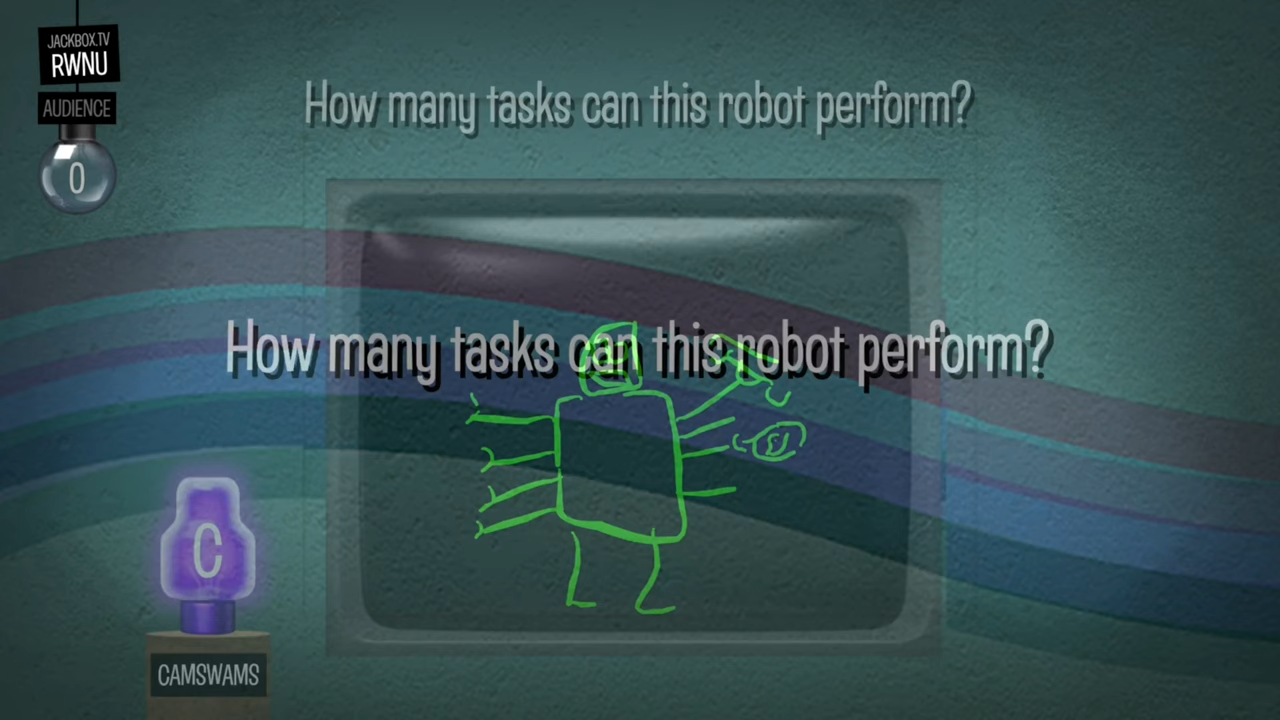 JACKBOX.TV
RWNU
AUDIENCE
0
How many tasks can this robot perform?
How many tasks can this robot perform?
C
CAMSWAMS